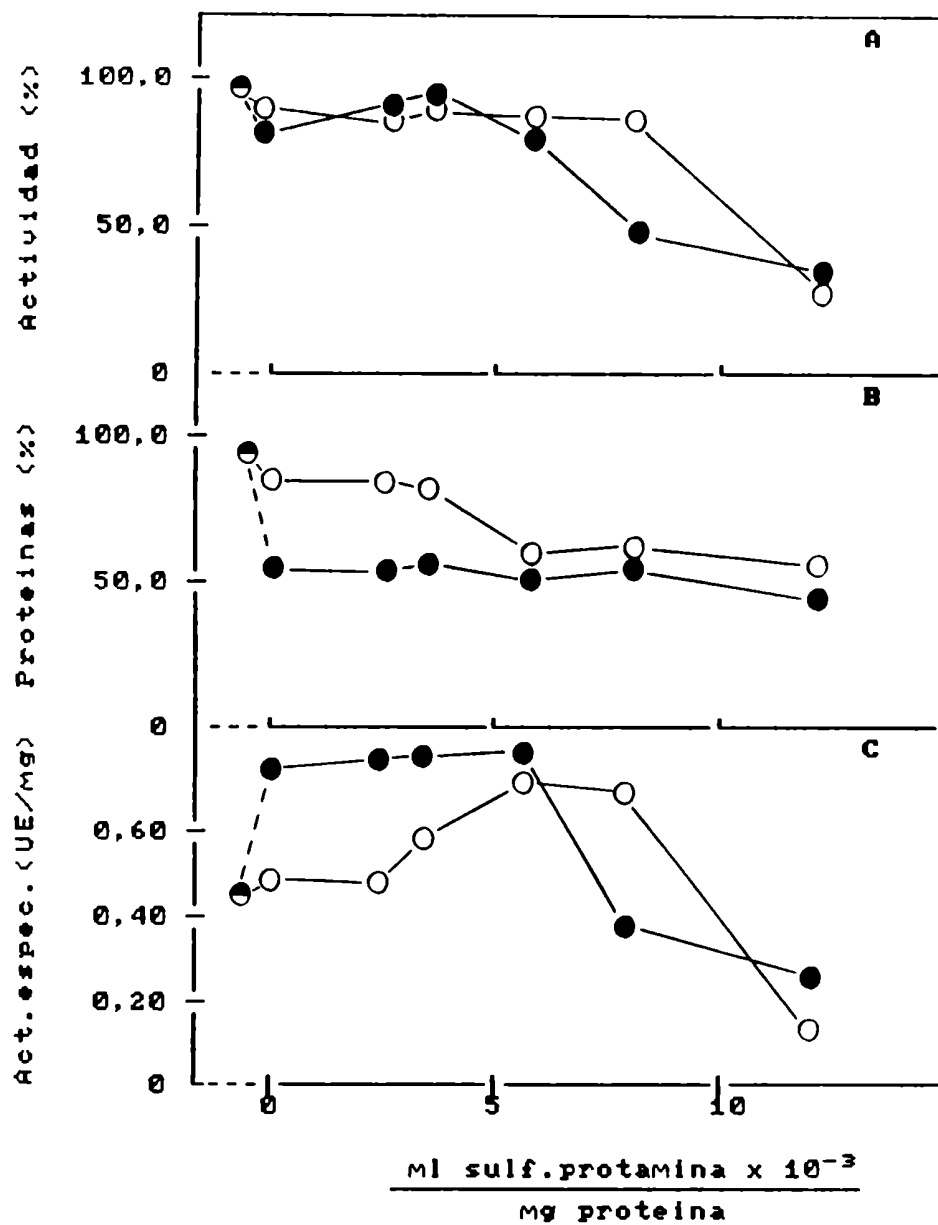 A
Actividad (%)
100,0
50,0
0
B
Proteinas (%)
100,0
50,0
0
C
Act.espec.(UE/mg)
0,60
0,40
0,20
0
0
5
10
ml sulf.protamina x 10⁻³
mg proteina